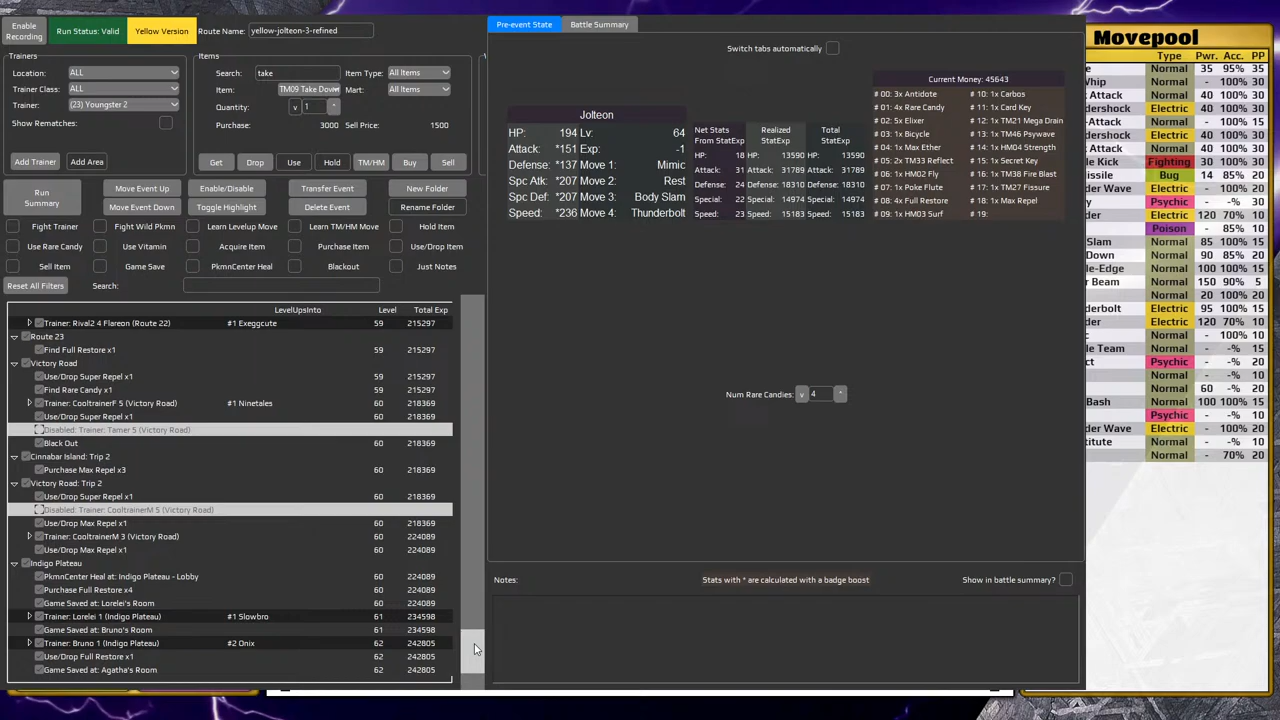 Enable Recording
Run Status: Valid
Yellow Version
Route Name: yellow-jolteon-3-refined
Trainers
Location: ALL
Trainer Class: ALL
Trainer: (23) Youngster 2
Show Rematches:
Add Trainer Add Area
Items
Search: take Item Type: All Items
Item: TM09 Take Down Mart: All Items
Quantity: v 1 ^
Purchase: 3000 Sell Price: 1500
Get Drop Use Hold TM/HM Buy Sell
Run Summary
Move Event Up Enable/Disable Transfer Event New Folder
Move Event Down Toggle Highlight Delete Event Rename Folder
Fight Trainer Fight Wild Pkmn Learn Levelup Move Learn TM/HM Move Hold Item
Use Rare Candy Use Vitamin Acquire Item Purchase Item Use/Drop Item
Sell Item Game Save PkmnCenter Heal Blackout Just Notes
Reset All Filters Search:
LevelUpsInto Level Total Exp
Trainer: Rival2 4 Flareon (Route 22) #1 Exeggcute 59 215297
Route 23
Find Full Restore x1 59 215297
Victory Road
Use/Drop Super Repel x1 59 215297
Find Rare Candy x1 59 215297
Trainer: CooltrainerF 5 (Victory Road) #1 Ninetales 60 218369
Use/Drop Super Repel x1 60 218369
Disabled: Trainer: Tamer 5 (Victory Road)
Black Out 60 218369
Cinnabar Island: Trip 2
Purchase Max Repel x3 60 218369
Victory Road: Trip 2
Use/Drop Super Repel x1 60 218369
Disabled: Trainer: CooltrainerM 5 (Victory Road)
Use/Drop Max Repel x1 60 218369
Trainer: CooltrainerM 3 (Victory Road) 60 224089
Use/Drop Max Repel x1 60 224089
Indigo Plateau
PkmnCenter Heal at: Indigo Plateau - Lobby 60 224089
Purchase Full Restore x4 60 224089
Game Saved at: Lorelei's Room 60 224089
Trainer: Lorelei 1 (Indigo Plateau) #1 Slowbro 61 234598
Game Saved at: Bruno's Room 61 234598
Trainer: Bruno 1 (Indigo Plateau) #2 Onix 62 242805
Use/Drop Full Restore x1 62 242805
Game Saved at: Agatha's Room 62 242805
Pre-event State Battle Summary
Switch tabs automatically
Jolteon
HP: 194 Lv: 64
Attack: *151 Exp: -1
Defense: *137 Move 1: Mimic
Spc Atk: *207 Move 2: Rest
Spc Def: *207 Move 3: Body Slam
Speed: *236 Move 4: Thunderbolt
Net Stats From StatExp
HP: 18
Attack: 31
Defense: 24
Special: 22
Speed: 23
Realized StatExp
HP: 13590
Attack: 31789
Defense: 18310
Special: 14974
Speed: 15183
Total StatExp
HP: 13590
Attack: 31789
Defense: 18310
Special: 14974
Speed: 15183
Current Money: 45643
# 00: 3x Antidote # 10: 1x Carbos
# 01: 4x Rare Candy # 11: 1x Card Key
# 02: 5x Elixer # 12: 1x TM21 Mega Drain
# 03: 1x Bicycle # 13: 1x TM46 Psywave
# 04: 1x Max Ether # 14: 1x HM04 Strength
# 05: 2x TM33 Reflect # 15: 1x Secret Key
# 06: 1x HM02 Fly # 16: 1x TM38 Fire Blast
# 07: 1x Poke Flute # 17: 1x TM27 Fissure
# 08: 4x Full Restore # 18: 1x Max Repel
# 09: 1x HM03 Surf # 19:
Num Rare Candies: v 4 ^
Notes: Stats with * are calculated with a badge boost Show in battle summary?
Movepool
Type Pwr. Acc. PP
e Normal 35 95% 35
Whip Normal - 100% 30
k Attack Normal 40 100% 30
dershock Electric 40 100% 30
-Attack Normal 40 100% 30
dershock Electric 40 100% 30
le Kick Fighting 30 100% 30
issile Bug 14 85% 20
der Wave Electric - 100% 20
y Psychic - - 30
der Electric 120 70% 10
Poison - 85% 10
Slam Normal 85 100% 15
Down Normal 90 85% 20
le-Edge Normal 100 100% 15
r Beam Normal 150 90% 5
Normal 20 100% 20
derbolt Electric 95 100% 15
der Electric 120 70% 10
c Normal - 100% 10
le Team Normal - -% 15
ct Psychic - -% 20
Normal - -% 10
Normal 60 -% 20
Bash Normal 100 100% 15
Psychic - -% 10
der Wave Electric - 100% 20
titute Normal - -% 10
Normal - 70% 20